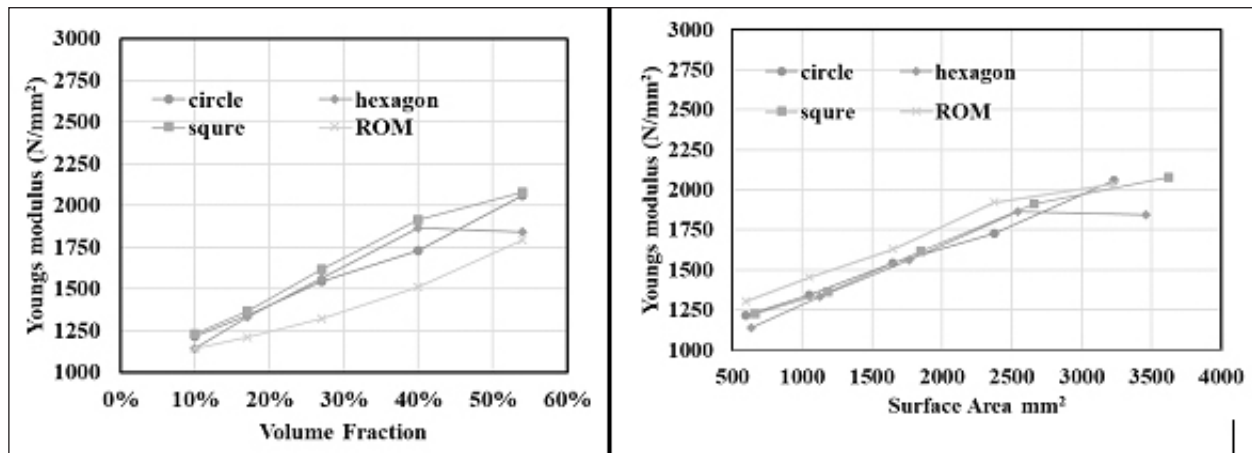 Youngs modulus (N/mm²)
3000
2750
2500
2250
2000
1750
1500
1250
1000
circle
hexagon
squre
ROM
0% 10% 20% 30% 40% 50% 60%
Volume Fraction
Youngs modulus (N/mm²)
3000
2750
2500
2250
2000
1750
1500
1250
1000
circle
hexagon
squre
ROM
500 1000 1500 2000 2500 3000 3500 4000
Surface Area mm²